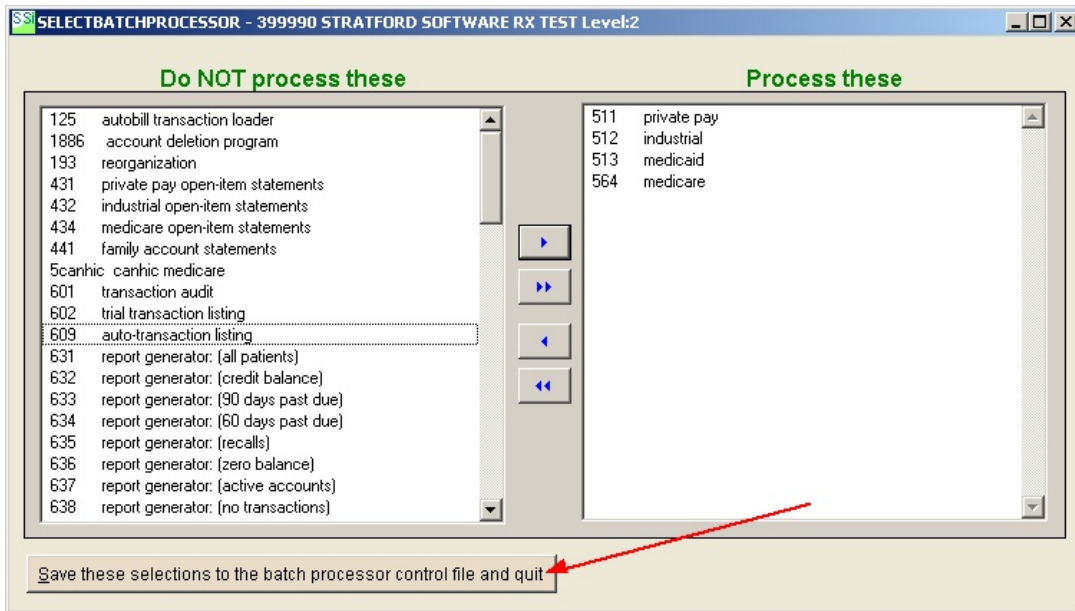 SSI SELECTBATCHPROCESSOR - 399990 STRATFORD SOFTWARE RX TEST Level:2
Do NOT process these
125 autobill transaction loader
1886 account deletion program
193 reorganization
431 private pay open-item statements
432 industrial open-item statements
434 medicare open-item statements
441 family account statements
5canhic canhic medicare
601 transaction audit
602 trial transaction listing
609 auto-transaction listing
631 report generator: (all patients)
632 report generator: (credit balance)
633 report generator: (90 days past due)
634 report generator: (60 days past due)
635 report generator: (recalls)
636 report generator: (zero balance)
637 report generator: (active accounts)
638 report generator: (no transactions)
Process these
511 private pay
512 industrial
513 medicaid
564 medicare
Save these selections to the batch processor control file and quit